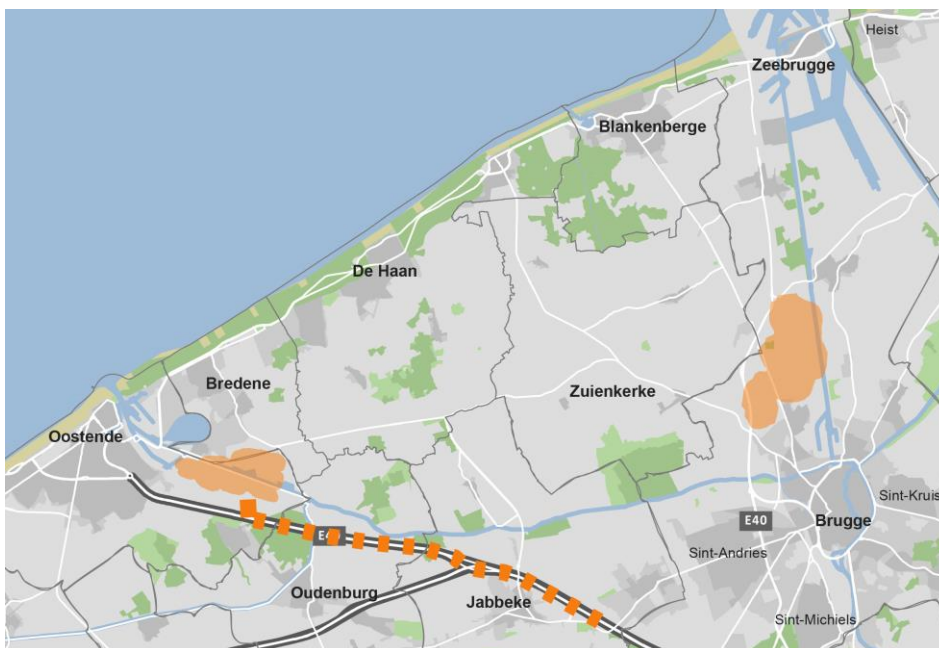 Heist
Zeebrugge
Blankenberge
De Haan
Bredene
Zuienkerke
Oostende
Sint-Kruis
E40
Brugge
Sint-Andries
Oudenburg
Jabbeke
Sint-Michiels